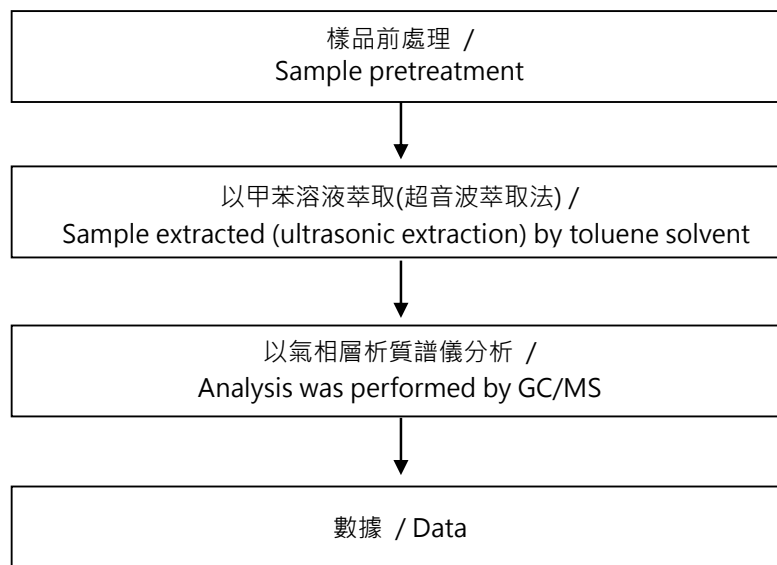 樣品前處理 /
Sample pretreatment
以甲苯溶液萃取(超音波萃取法) /
Sample extracted (ultrasonic extraction) by toluene solvent
以氣相層析質譜儀分析 /
Analysis was performed by GC/MS
數據 / Data